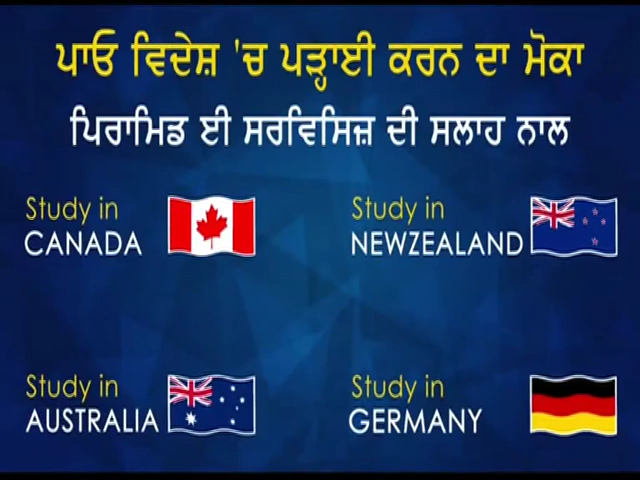 ਪਾਓ ਵਿਦੇਸ਼ 'ਚ ਪੜ੍ਹਾਈ ਕਰਨ ਦਾ ਮੋਕਾ
ਪਿਰਾਮਿਡ ਈ ਸਰਵਿਸਿਜ਼ ਦੀ ਸਲਾਹ ਨਾਲ
Study in
CANADA
Study in
NEWZEALAND
Study in
AUSTRALIA
Study in
GERMANY